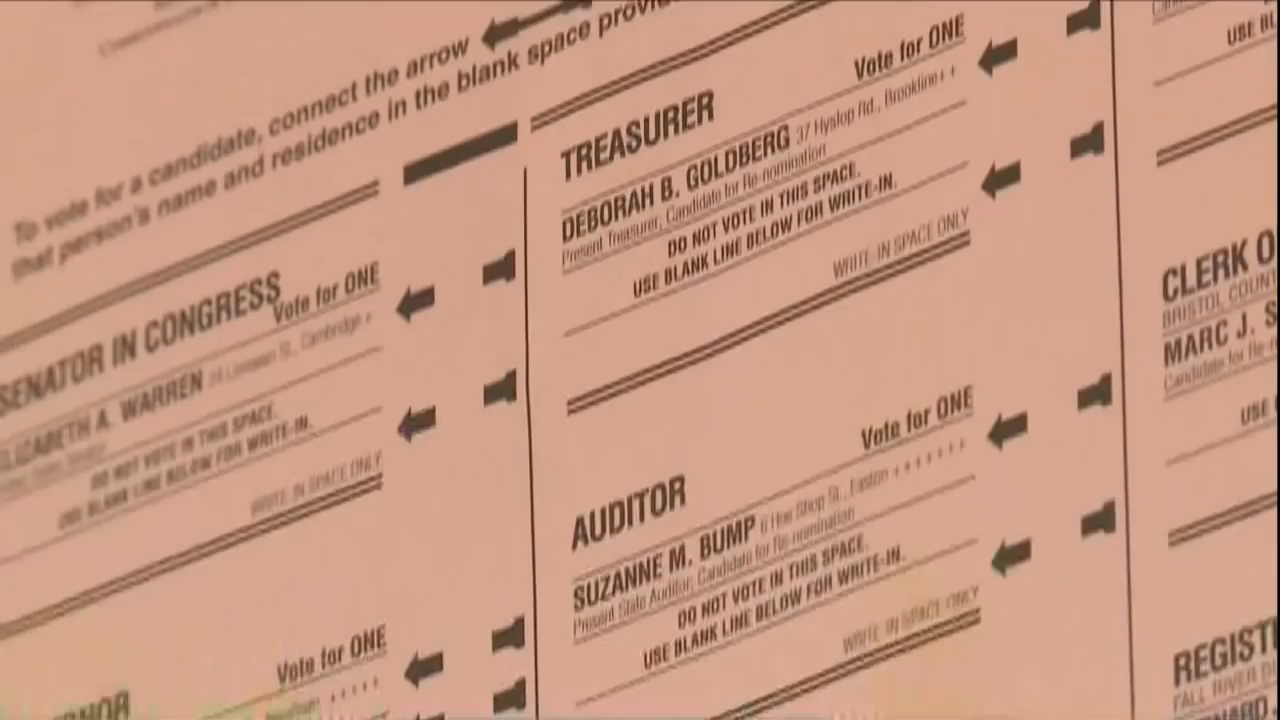 To vote for a candidate, connect the arrow
that person's name and residence in the blank space provi
SENATOR IN CONGRESS
Vote for ONE
ELIZABETH A. WARREN Cambridge +
DO NOT VOTE IN THIS SPACE.
USE BLANK LINE BELOW FOR WRITE-IN.
WRITE IN SPACE ONLY
Vote for ONE
NOR
+ + + + +
TREASURER
Vote for ONE
DEBORAH B. GOLDBERG 37 Hyslop Rd., Brookline + +
Present Treasurer, Candidate for Re-nomination
DO NOT VOTE IN THIS SPACE.
USE BLANK LINE BELOW FOR WRITE-IN.
WRITE IN SPACE ONLY
AUDITOR
Vote for ONE
SUZANNE M. BUMP 6 Hoe Shop St., Easton + + + + + + +
Present State Auditor, Candidate for Re-nomination
DO NOT VOTE IN THIS SPACE.
USE BLANK LINE BELOW FOR WRITE-IN.
WRITE IN SPACE ONLY
USE BL
CLERK O
BRISTOL COUNT
MARC J. S
Candidate for Re-n
USE
REGIST
FALL RIVER D